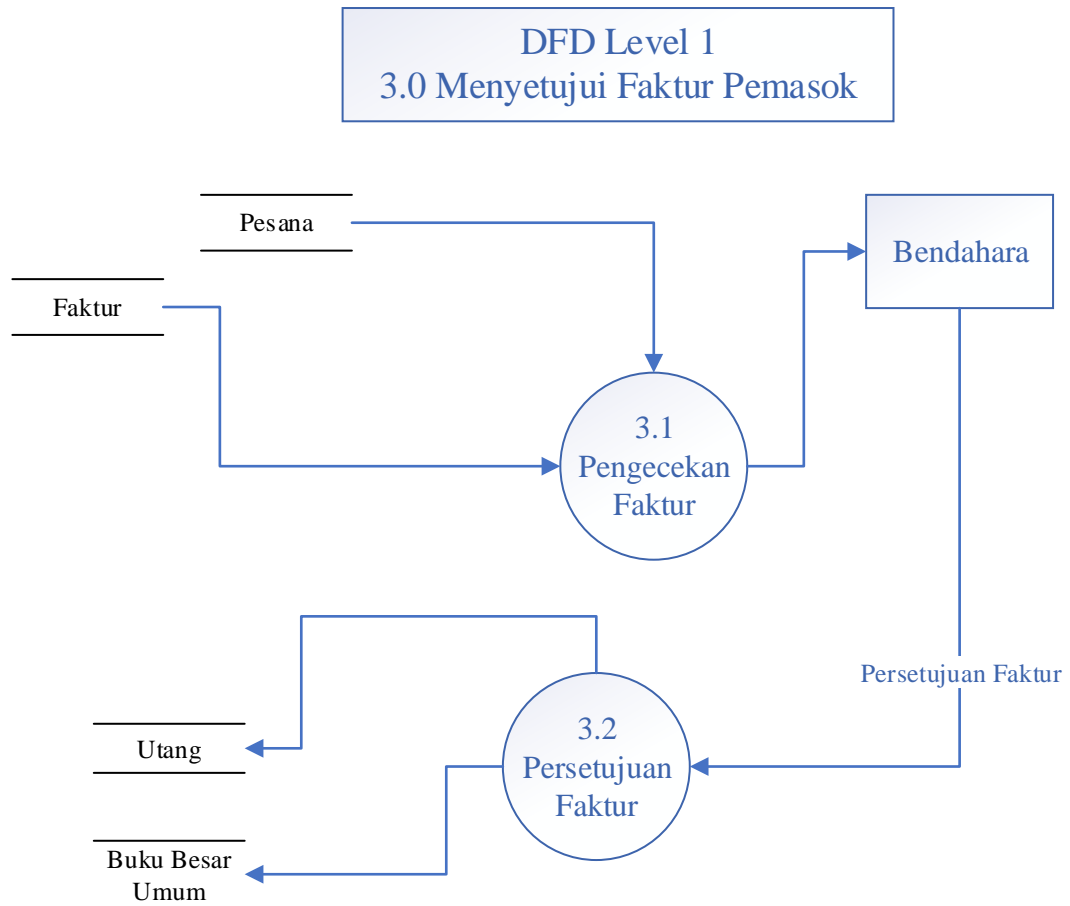 DFD Level 1
3.0 Menyetujui Faktur Pemasok
Pesana
Bendahara
Faktur
3.1
Pengecekan
Faktur
Persetujuan Faktur
3.2
Persetujuan
Faktur
Utang
Buku Besar
Umum